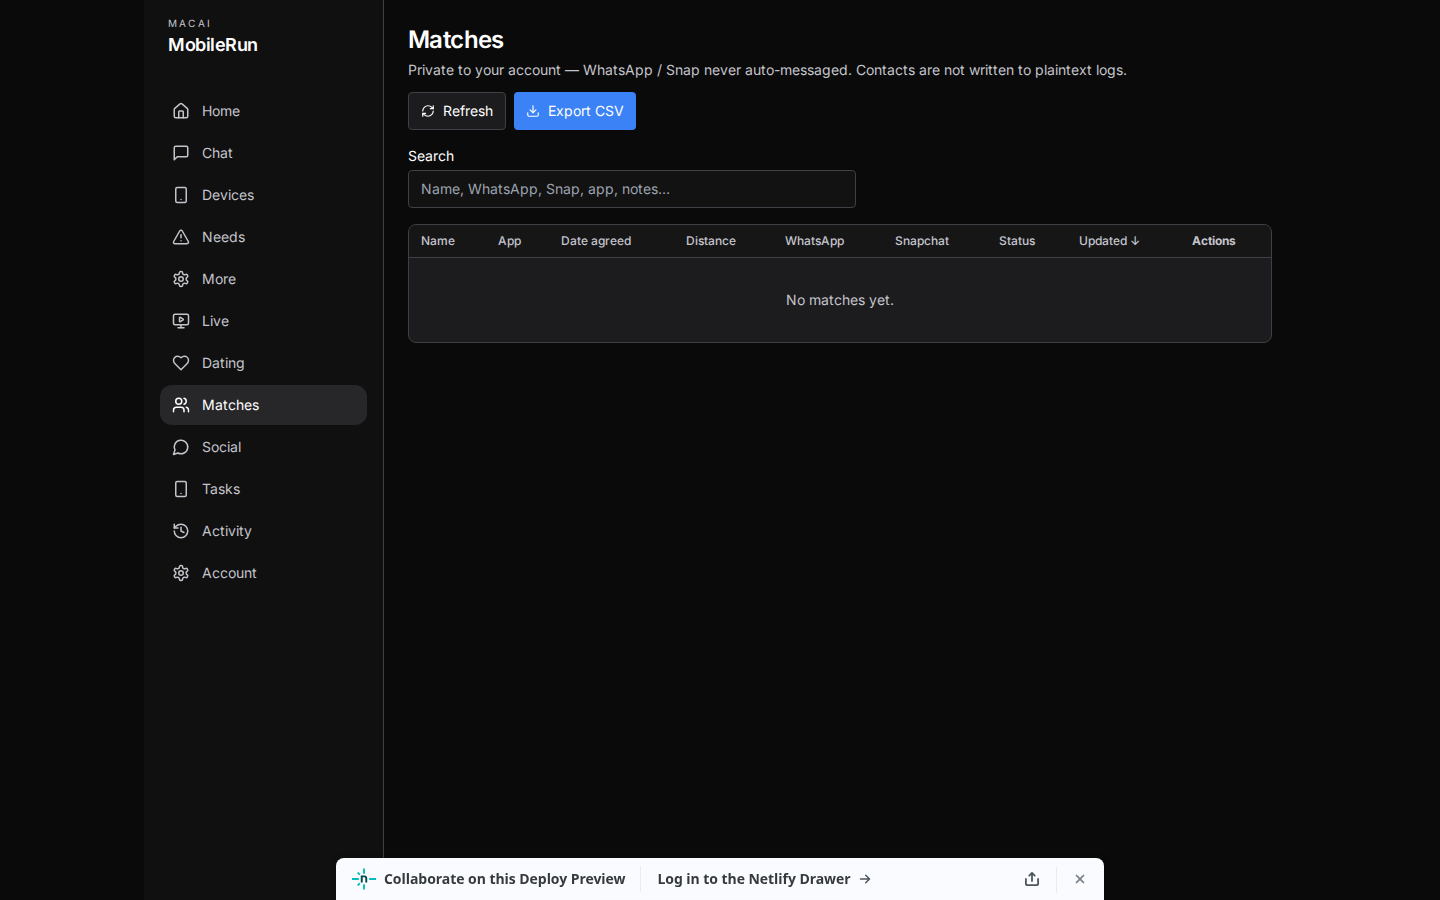 MACAI
MobileRun
Home
Chat
Devices
Needs
More
Live
Dating
Matches
Social
Tasks
Activity
Account
Matches
Private to your account — WhatsApp / Snap never auto-messaged. Contacts are not written to plaintext logs.
Refresh
Export CSV
Search
Name, WhatsApp, Snap, app, notes...
Name App Date agreed Distance WhatsApp Snapchat Status Updated ↓ Actions
No matches yet.
Collaborate on this Deploy Preview
Log in to the Netlify Drawer →